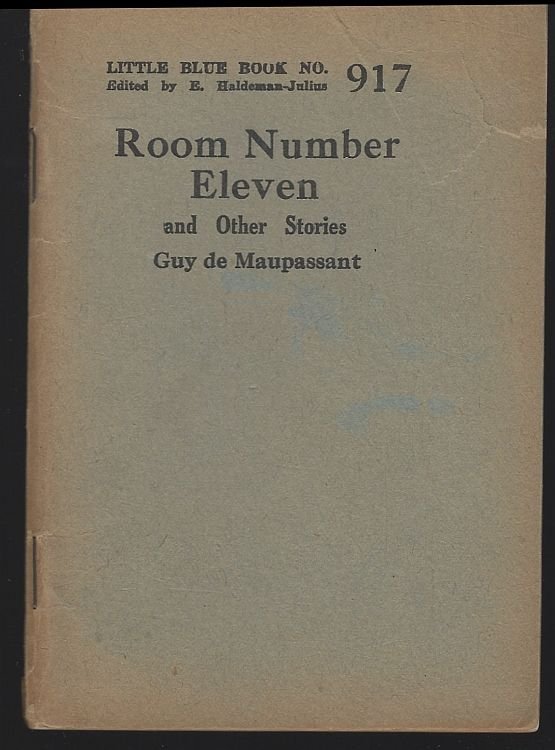 LITTLE BLUE BOOK NO. 917
Edited by E. Haldeman-Julius
Room Number
Eleven
and Other Stories
Guy de Maupassant